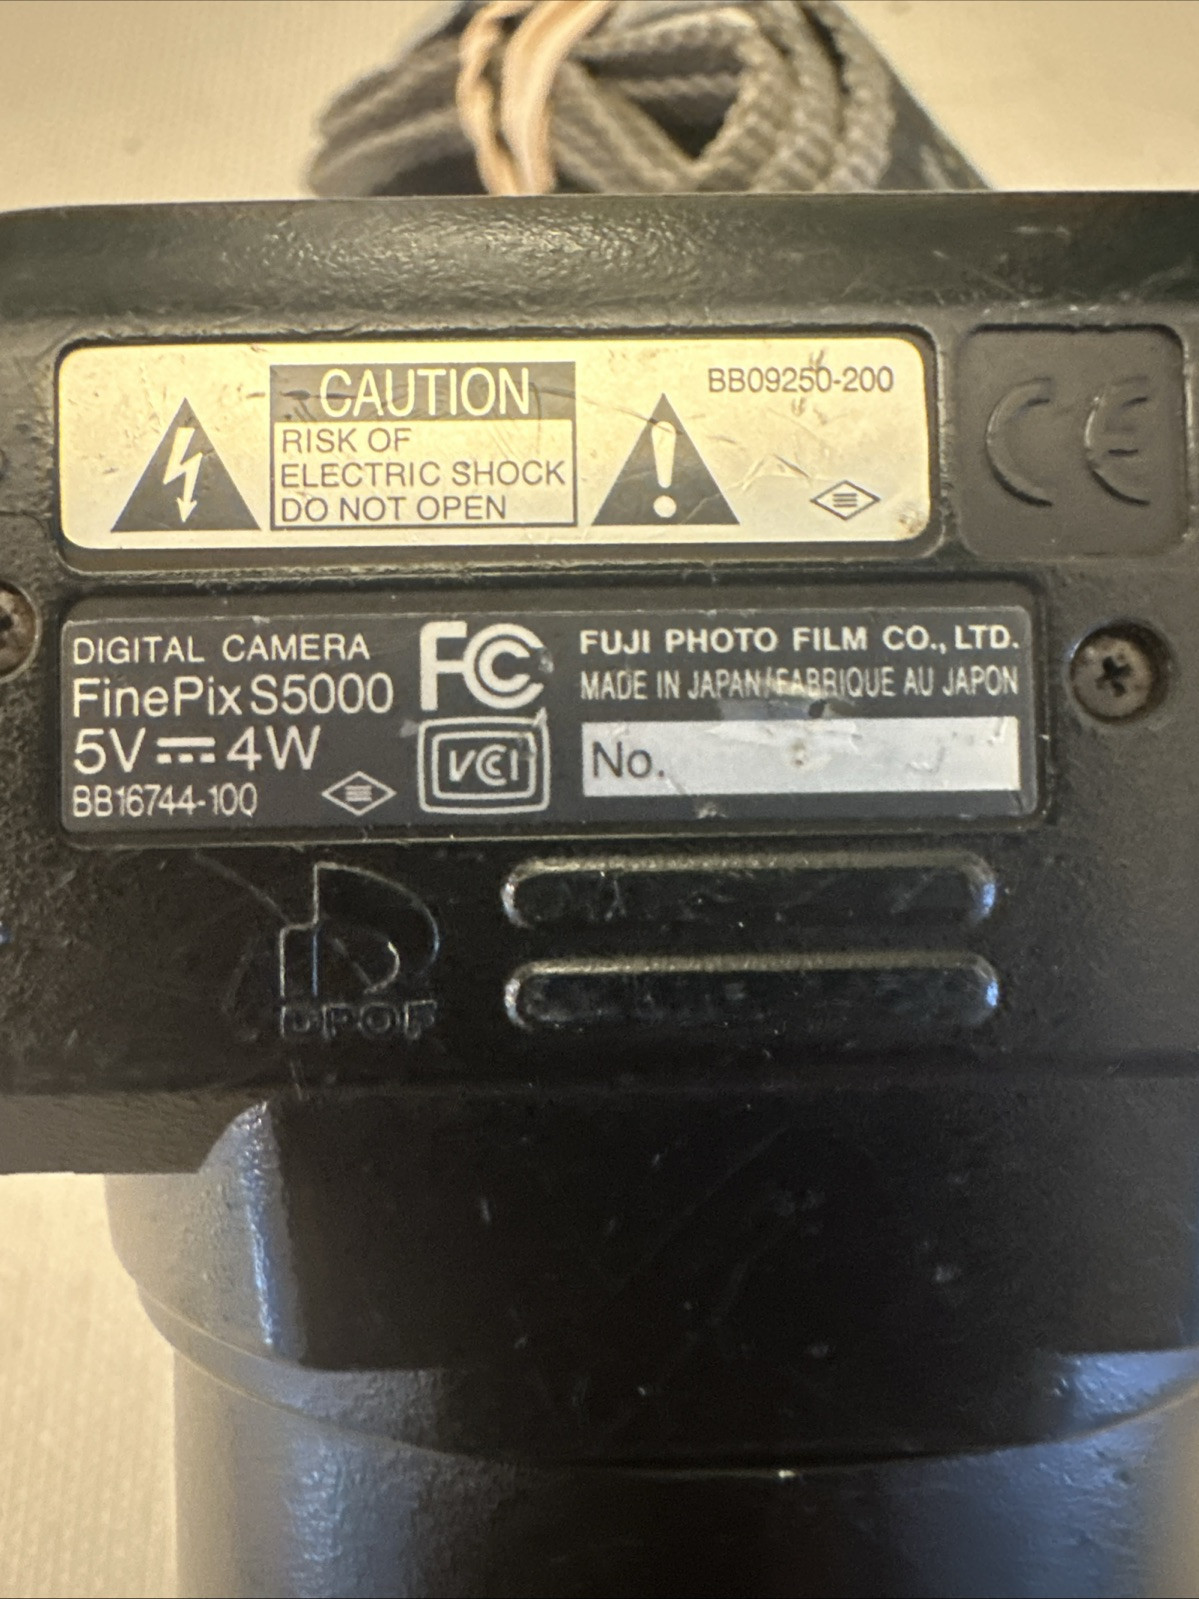 CAUTION
RISK OF
ELECTRIC SHOCK
DO NOT OPEN
BB09250-200
CE
DIGITAL CAMERA
FinePix S5000
5V 4W
BB16744-100
FC
VCCI
FUJI PHOTO FILM CO., LTD.
MADE IN JAPAN/FABRIQUE AU JAPON
No.
DPOF